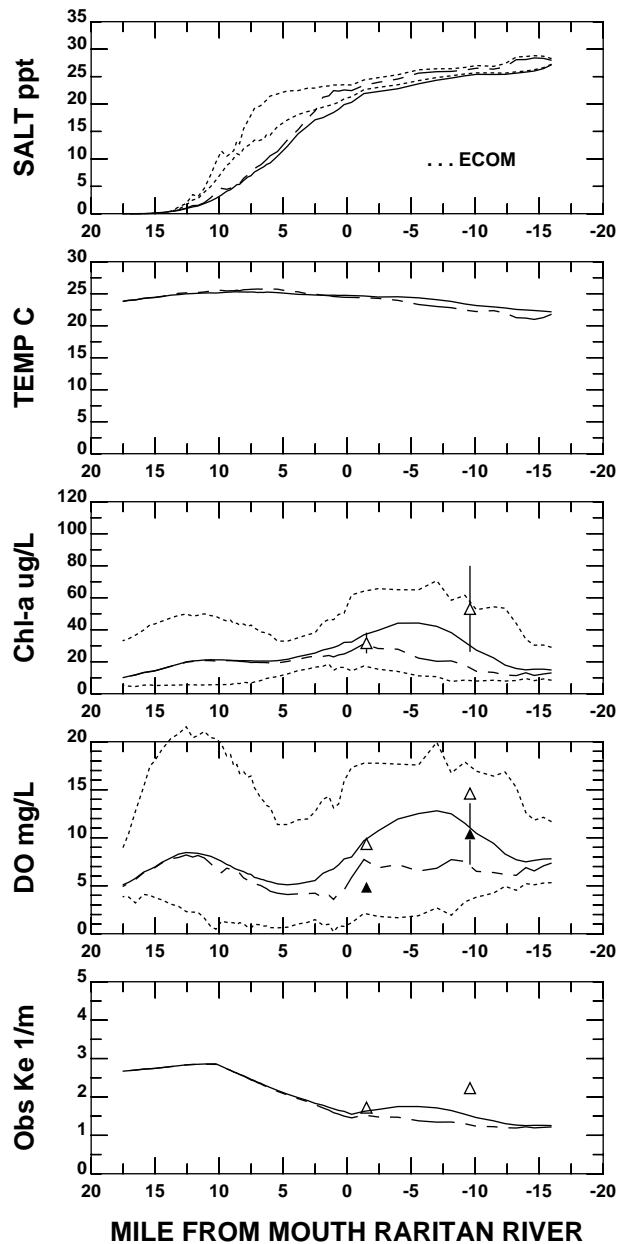 SALT ppt
35
30
25
20
15
10
5
0
. . . ECOM
20 15 10 5 0 -5 -10 -15 -20
TEMP C
30
25
20
15
10
5
0
20 15 10 5 0 -5 -10 -15 -20
Chl-a ug/L
120
100
80
60
40
20
0
20 15 10 5 0 -5 -10 -15 -20
DO mg/L
20
15
10
5
0
20 15 10 5 0 -5 -10 -15 -20
Obs Ke 1/m
5
4
3
2
1
0
20 15 10 5 0 -5 -10 -15 -20
MILE FROM MOUTH RARITAN RIVER